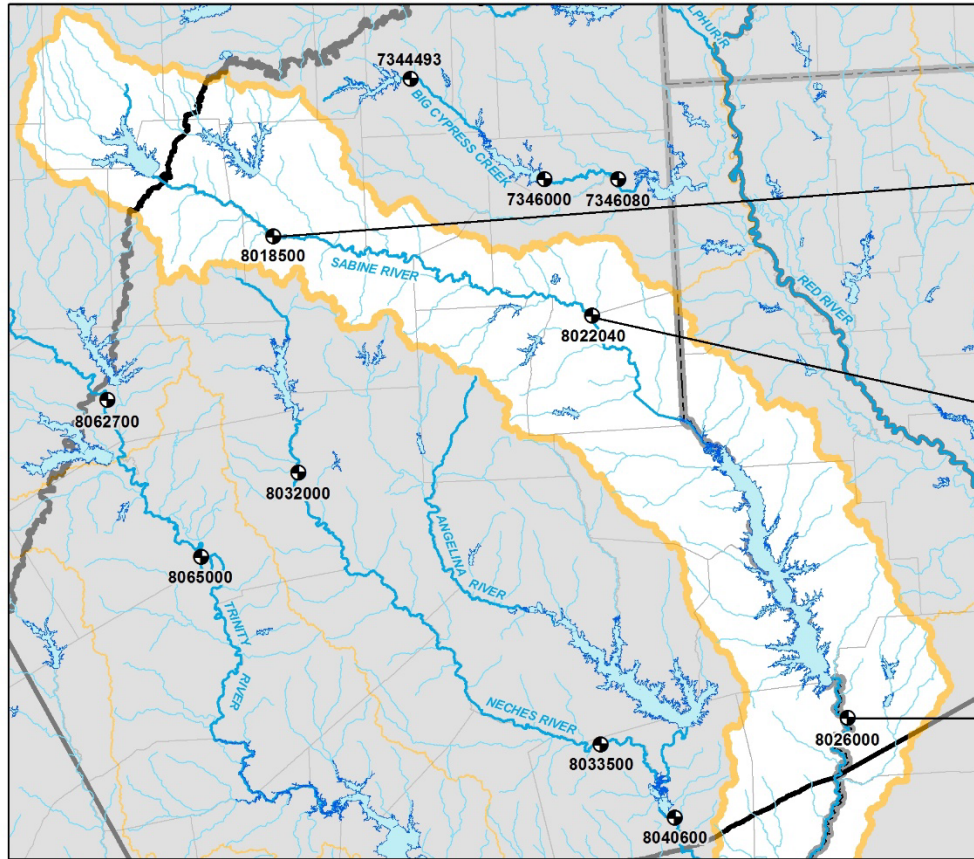 LPHUR R
7344493
BIG CYPRESS CREEK
7346000
7346080
8018500
SABINE RIVER
RED RIVER
8022040
8062700
8032000
ANGELINA RIVER
8065000
TRINITY RIVER
NECHES RIVER
8026000
8033500
8040600